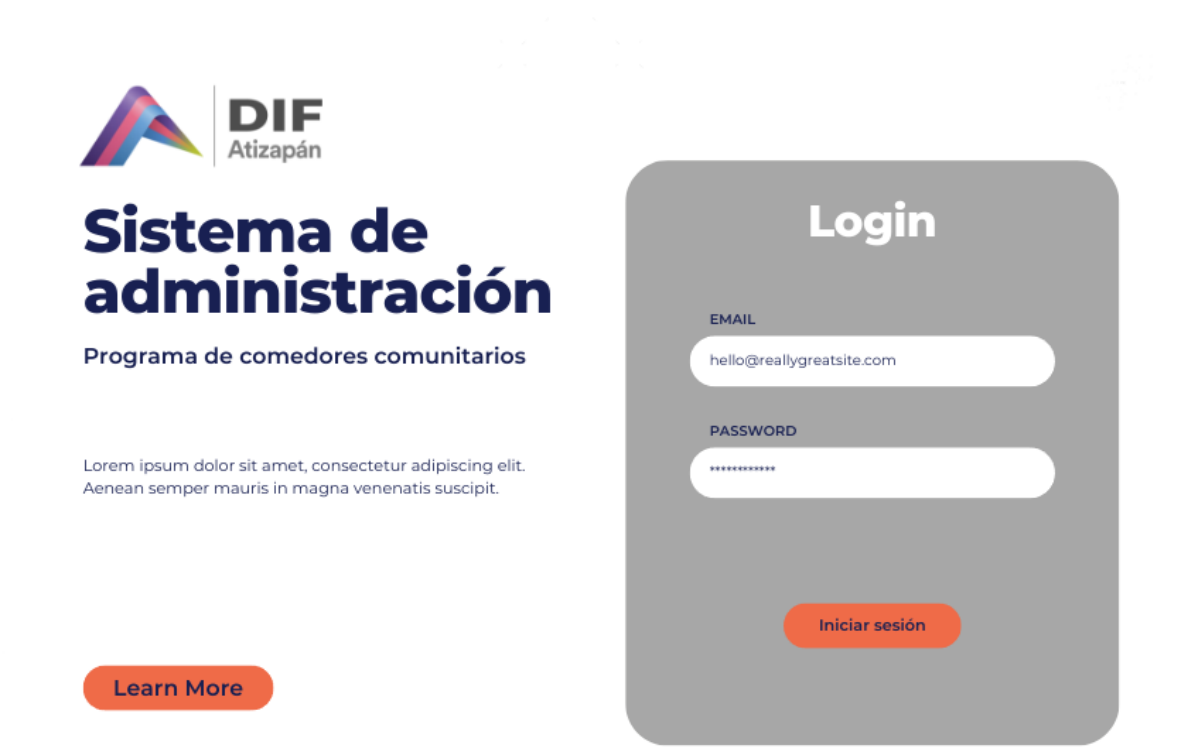 DIF
Atizapán
Sistema de
administración
Programa de comedores comunitarios
Lorem ipsum dolor sit amet, consectetur adipiscing elit.
Aenean semper mauris in magna venenatis suscipit.
Learn More
Login
EMAIL
hello@reallygreatsite.com
PASSWORD
************
Iniciar sesión